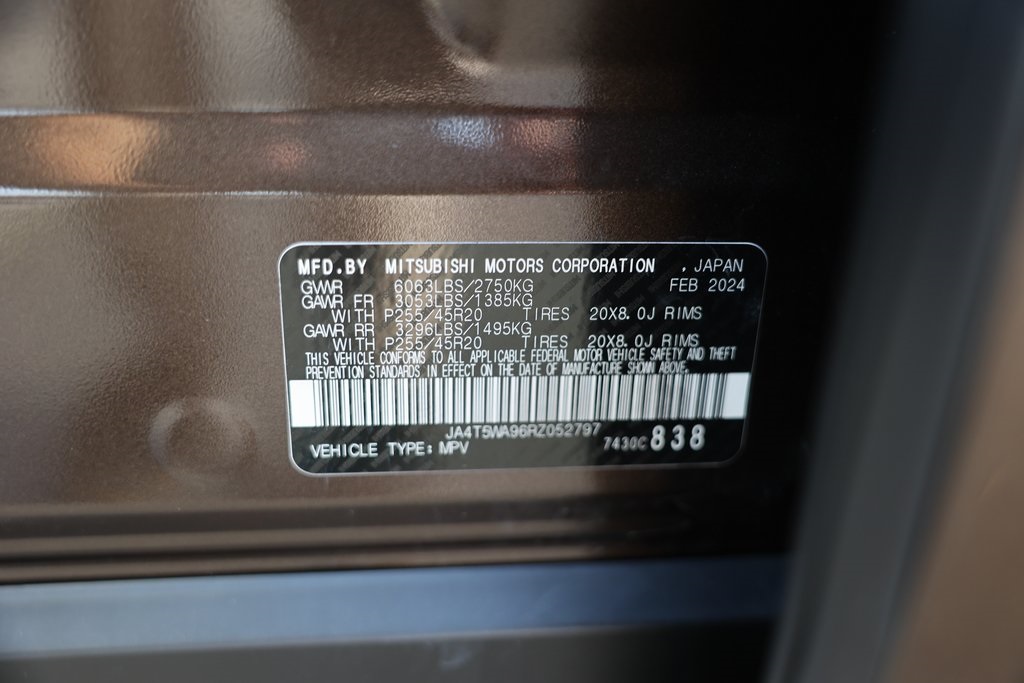 MFD.BY MITSUBISHI MOTORS CORPORATION , JAPAN
GVWR 6063LBS/2750KG FEB 2024
GAWR FR 3053LBS/1385KG
WITH P255/45R20 TIRES 20X8.0J RIMS
GAWR RR 3296LBS/1495KG
WITH P255/45R20 TIRES 20X8.0J RIMS
THIS VEHICLE CONFORMS TO ALL APPLICABLE FEDERAL MOTOR VEHICLE SAFETY AND THEFT
PREVENTION STANDARDS IN EFFECT ON THE DATE OF MANUFACTURE SHOWN ABOVE.
JA4T5WA96RZ052797
VEHICLE TYPE: MPV 7430C 838